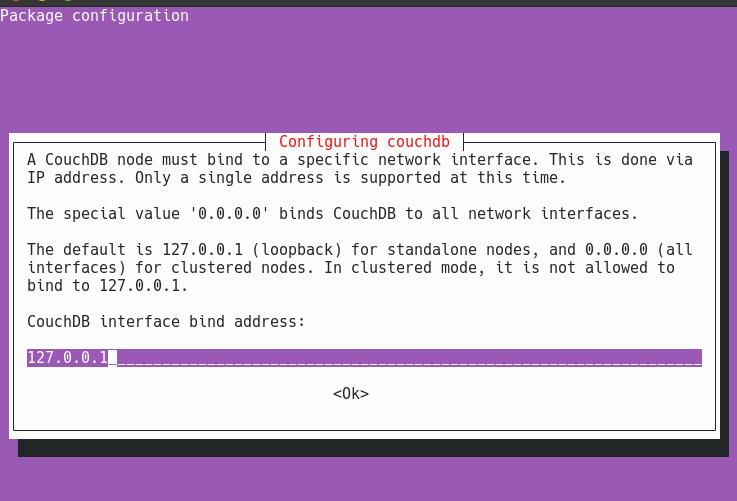 Package configuration
Configuring couchdb
A CouchDB node must bind to a specific network interface. This is done via
IP address. Only a single address is supported at this time.
The special value '0.0.0.0' binds CouchDB to all network interfaces.
The default is 127.0.0.1 (loopback) for standalone nodes, and 0.0.0.0 (all
interfaces) for clustered nodes. In clustered mode, it is not allowed to
bind to 127.0.0.1.
CouchDB interface bind address:
127.0.0.1
<Ok>